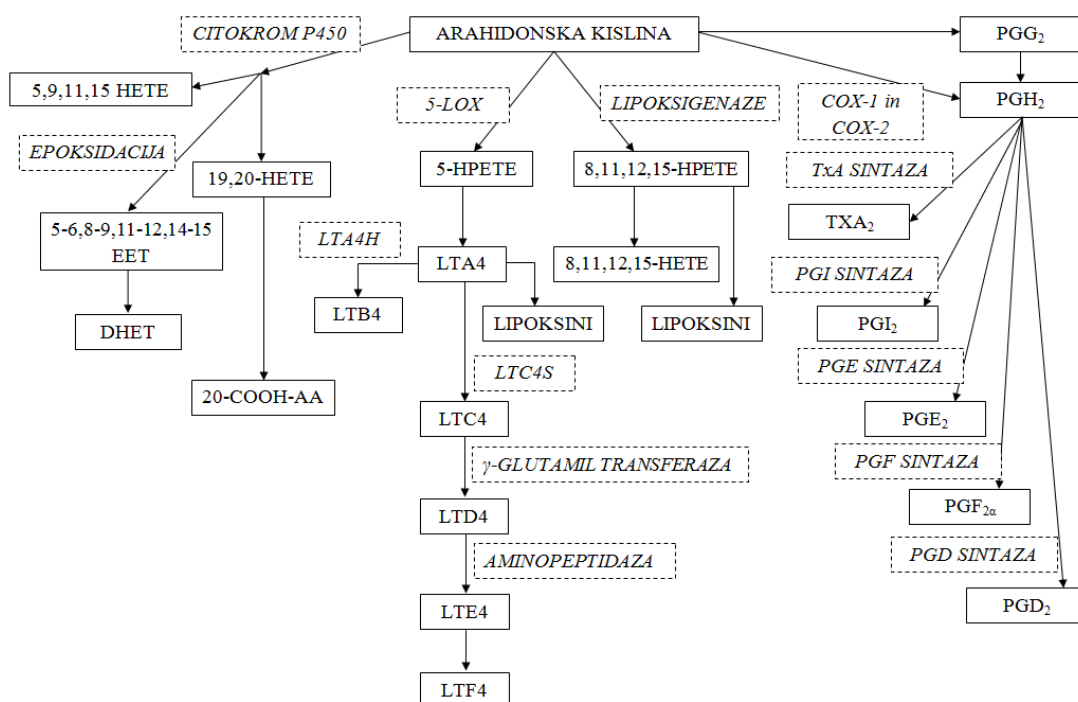 CITOKROM P450
ARAHIDONSKA KISLINA
PGG₂
5,9,11,15 HETE
5-LOX
LIPOKSIGENAZE
COX-1 in
COX-2
PGH₂
EPOKSIDACIJA
19,20-HETE
5-HPETE
8,11,12,15-HPETE
TxA SINTAZA
5-6,8-9,11-12,14-15
EET
LTA4H
TXA₂
LTA4
8,11,12,15-HETE
PGI SINTAZA
DHET
LTB4
LIPOKSINI
LIPOKSINI
PGI₂
LTC4S
PGE SINTAZA
20-COOH-AA
LTC4
PGE₂
γ-GLUTAMIL TRANSFERAZA
PGF SINTAZA
LTD4
PGF₂α
AMINOPEPTIDAZA
PGD SINTAZA
LTE4
PGD₂
LTF4